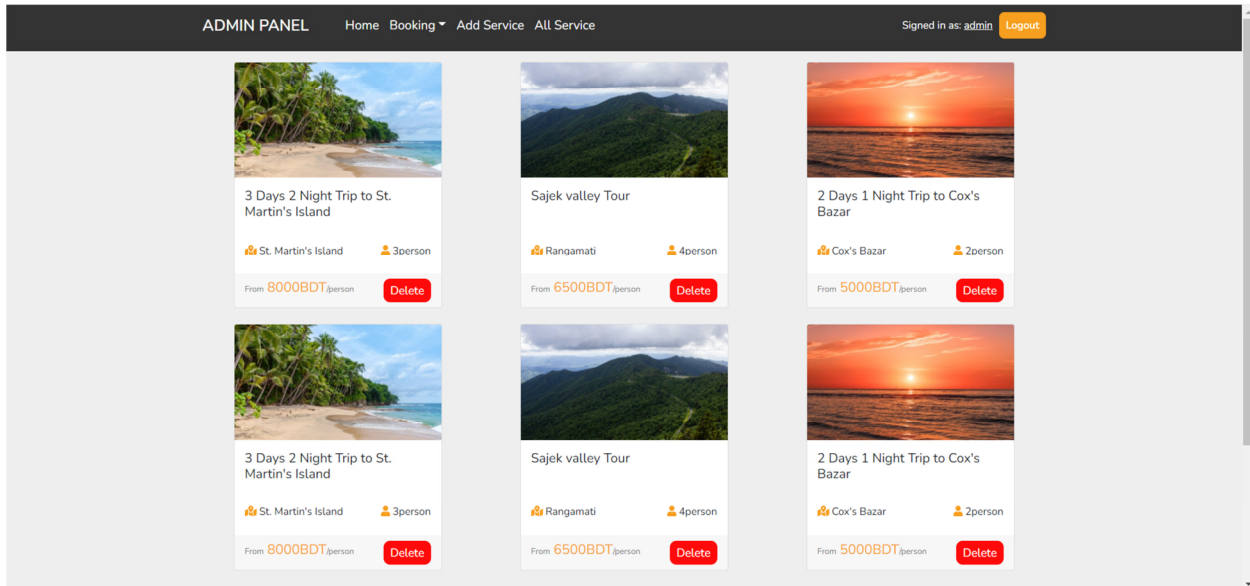 ADMIN PANEL Home Booking Add Service All Service Signed in as: admin Logout
3 Days 2 Night Trip to St.
Martin's Island
St. Martin's Island 3person
From 8000BDT/person Delete
Sajek valley Tour
Rangamati 4person
From 6500BDT/person Delete
2 Days 1 Night Trip to Cox's
Bazar
Cox's Bazar 2person
From 5000BDT/person Delete
3 Days 2 Night Trip to St.
Martin's Island
St. Martin's Island 3person
From 8000BDT/person Delete
Sajek valley Tour
Rangamati 4person
From 6500BDT/person Delete
2 Days 1 Night Trip to Cox's
Bazar
Cox's Bazar 2person
From 5000BDT/person Delete